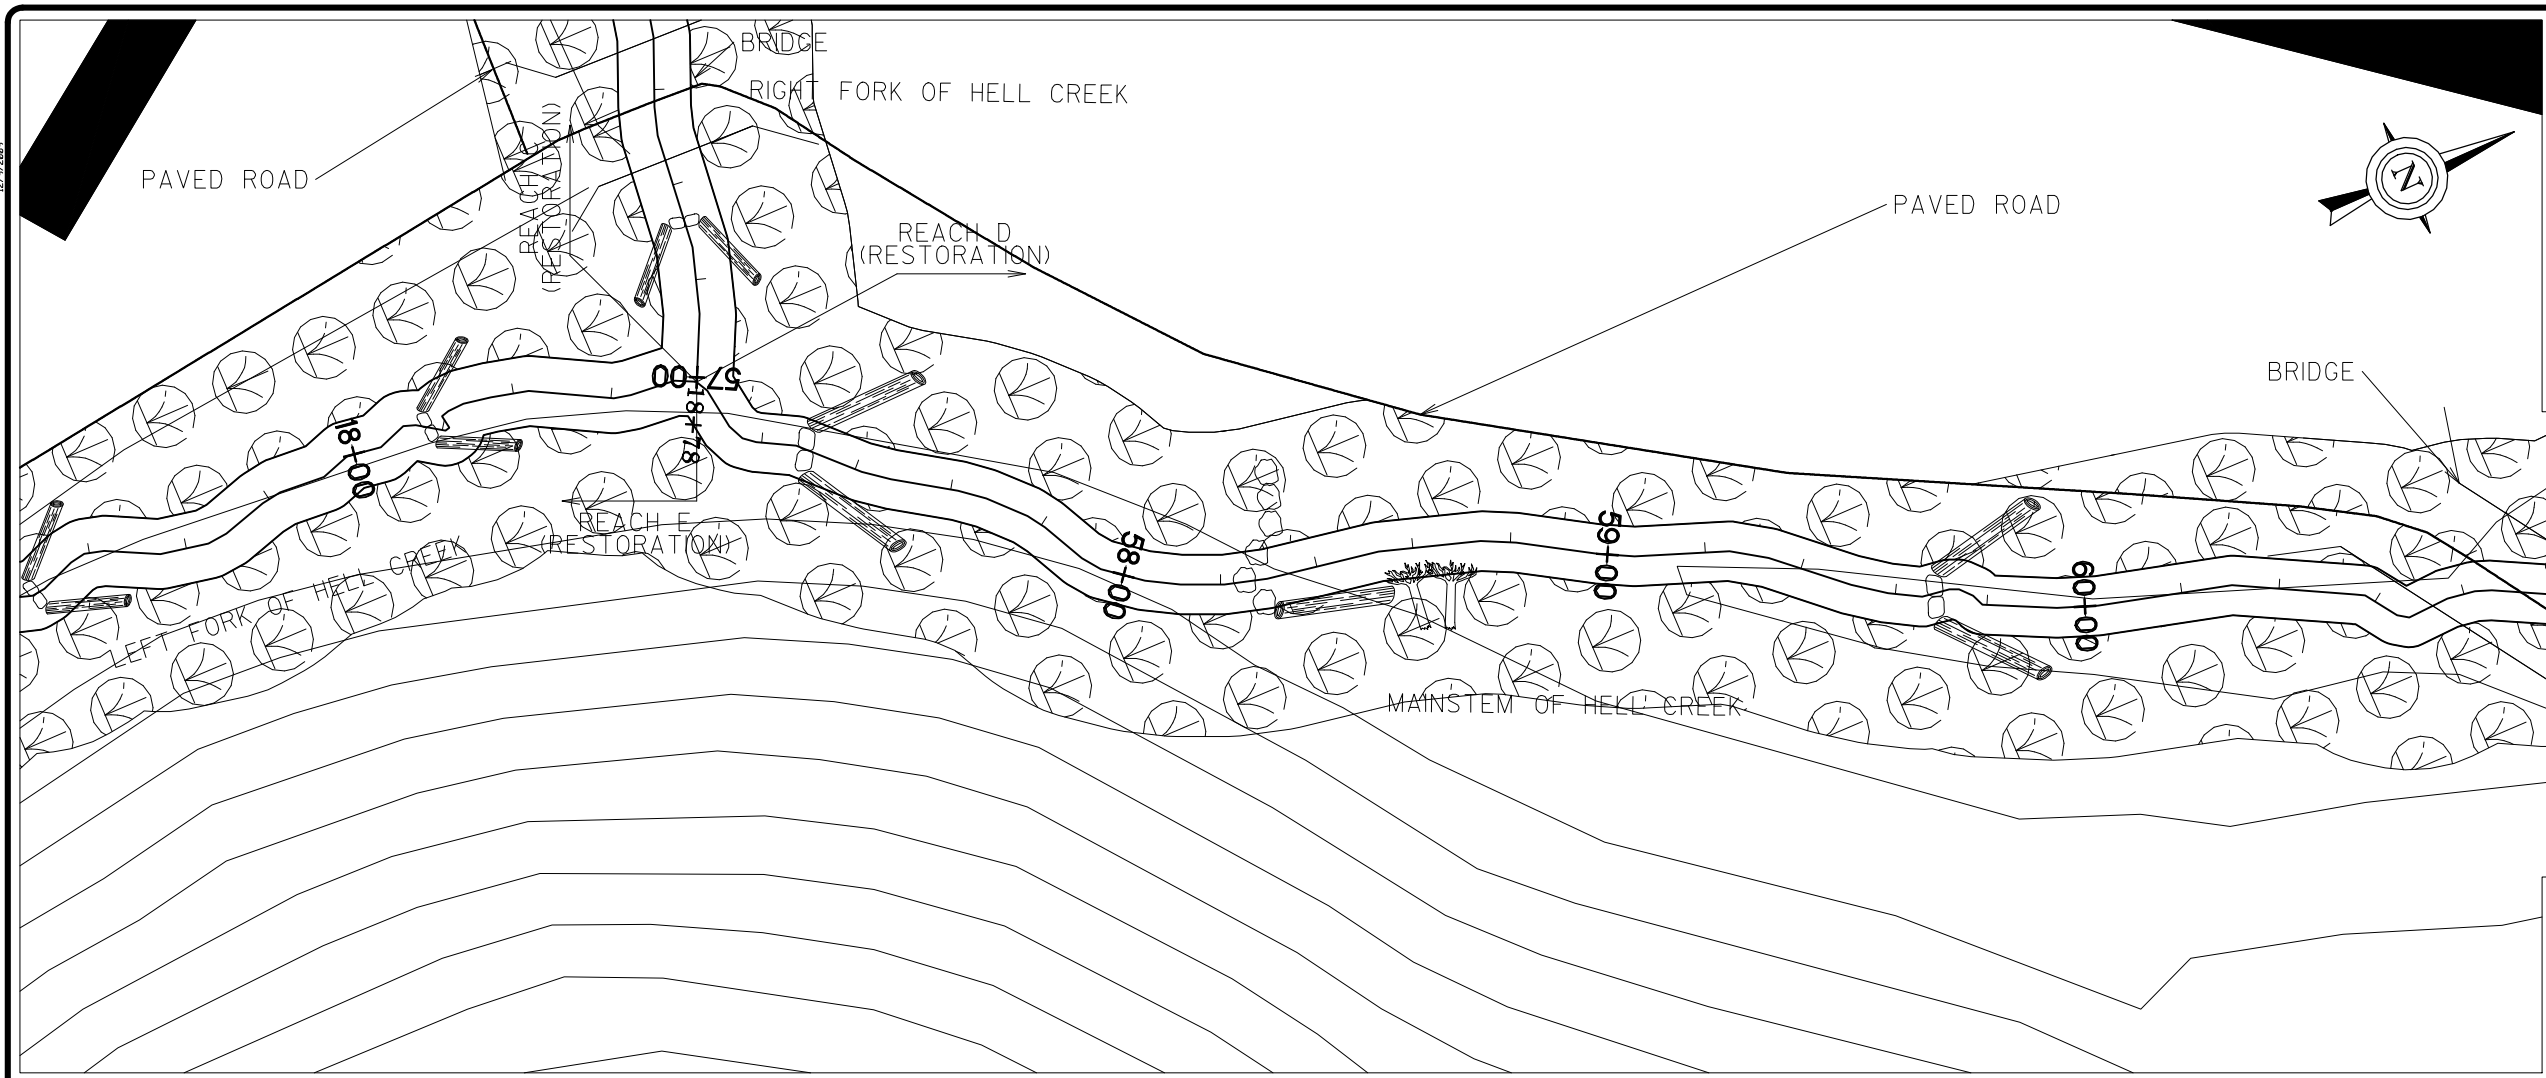 BRIDGE
RIGHT FORK OF HELL CREEK
PAVED ROAD
REACH
(RESTORATION)
REACH D
(RESTORATION)
PAVED ROAD
N
BRIDGE
57+00
18+78
18+00
REACH E
(RESTORATION)
LEFT FORK OF HELL CREEK
58+00
59+00
60+00
MAINSTEM OF HELL CREEK